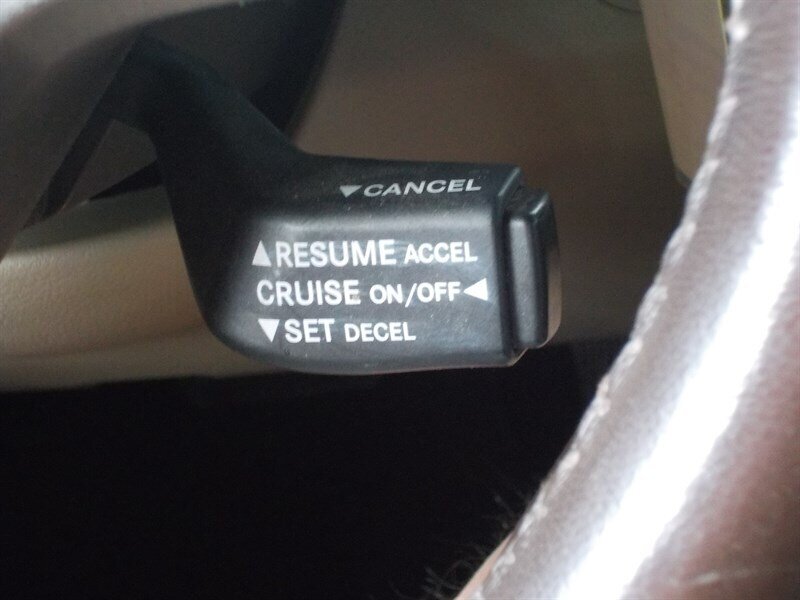 ▼CANCEL
▲RESUME ACCEL
CRUISE ON/OFF◀
▼SET DECEL